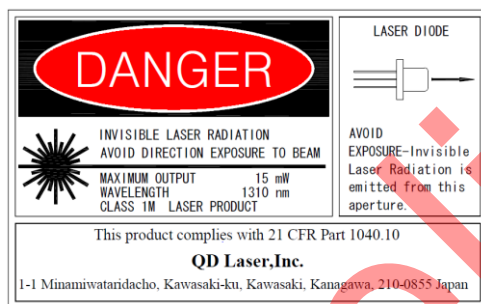 DANGER
INVISIBLE LASER RADIATION
AVOID DIRECTION EXPOSURE TO BEAM
MAXIMUM OUTPUT 15 mW
WAVELENGTH 1310 nm
CLASS 1M LASER PRODUCT
LASER DIODE
AVOID
EXPOSURE-Invisible
Laser Radiation is
emitted from this
aperture.
This product complies with 21 CFR Part 1040.10
QD Laser,Inc.
1-1 Minamiwataridacho, Kawasaki-ku, Kawasaki, Kanagawa, 210-0855 Japan